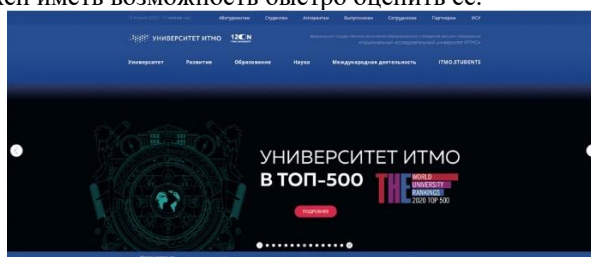 иметь возможность быстро оценить ее.
Абитуриентам Студентам Аспирантам Выпускникам Сотрудникам Партнерам ИСУ
УНИВЕРСИТЕТ ИТМО
Университет Развитие Образование Наука Международная деятельность ITMO.STUDENTS
УНИВЕРСИТЕТ ИТМО
В ТОП-500
THE WORLD
UNIVERSITY
RANKINGS
2020 TOP 500
ПОДРОБНЕЕ